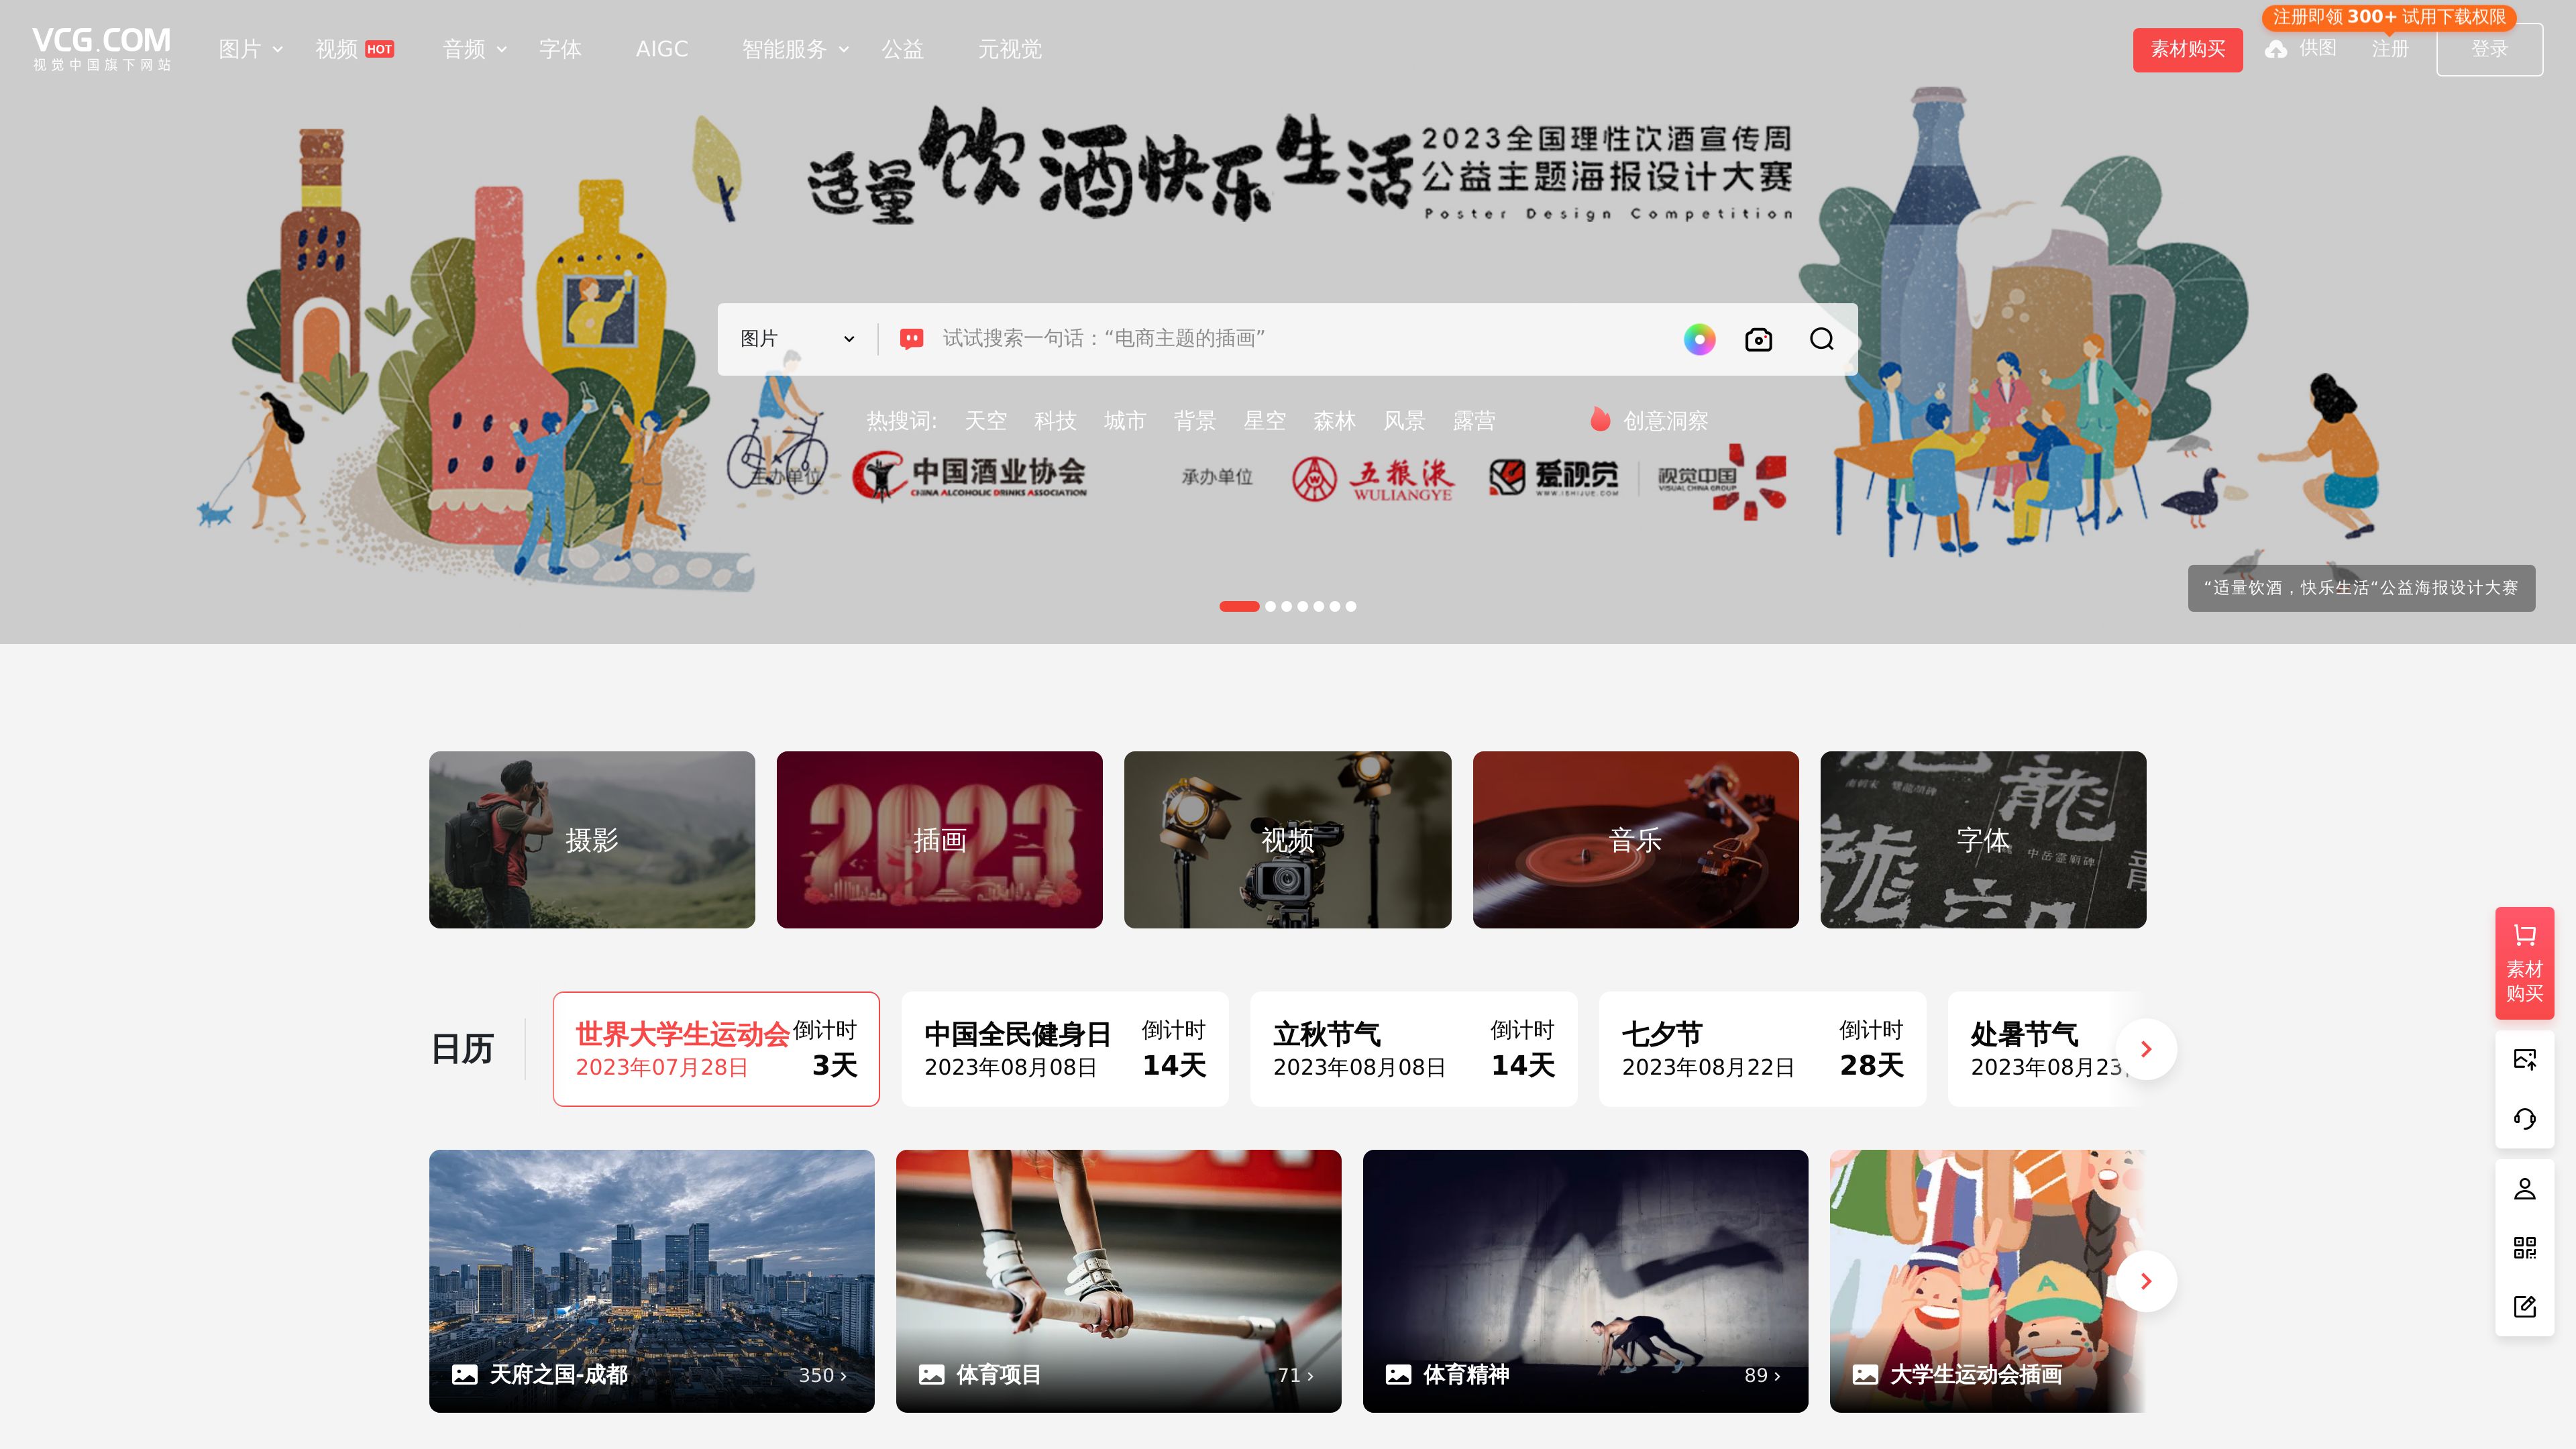 VCG.COM
视觉中国旗下网站
图片
视频 HOT
音频
字体
AIGC
智能服务
公益
元视觉
素材购买
供图
注册即领 300+ 试用下载权限
注册
登录
适量饮酒快乐生活
2023全国理性饮酒宣传周
公益主题海报设计大赛
Poster Design Competition
图片
试试搜索一句话：“电商主题的插画”
热搜词: 天空 科技 城市 背景 星空 森林 风景 露营
创意洞察
主办单位
中国酒业协会
CHINA ALCOHOLIC DRINKS ASSOCIATION
承办单位
五粮液
WULIANGYE
爱视觉
WWW.ISHIJUE.COM
视觉中国
VISUAL CHINA GROUP
“适量饮酒，快乐生活“公益海报设计大赛
摄影
插画
2023
视频
音乐
字体
龍
中岳靈廟碑
日历
世界大学生运动会
2023年07月28日
倒计时
3天
中国全民健身日
2023年08月08日
倒计时
14天
立秋节气
2023年08月08日
倒计时
14天
七夕节
2023年08月22日
倒计时
28天
处暑节气
2023年08月23
素材
购买
天府之国-成都
350
体育项目
71
体育精神
89
A
大学生运动会插画